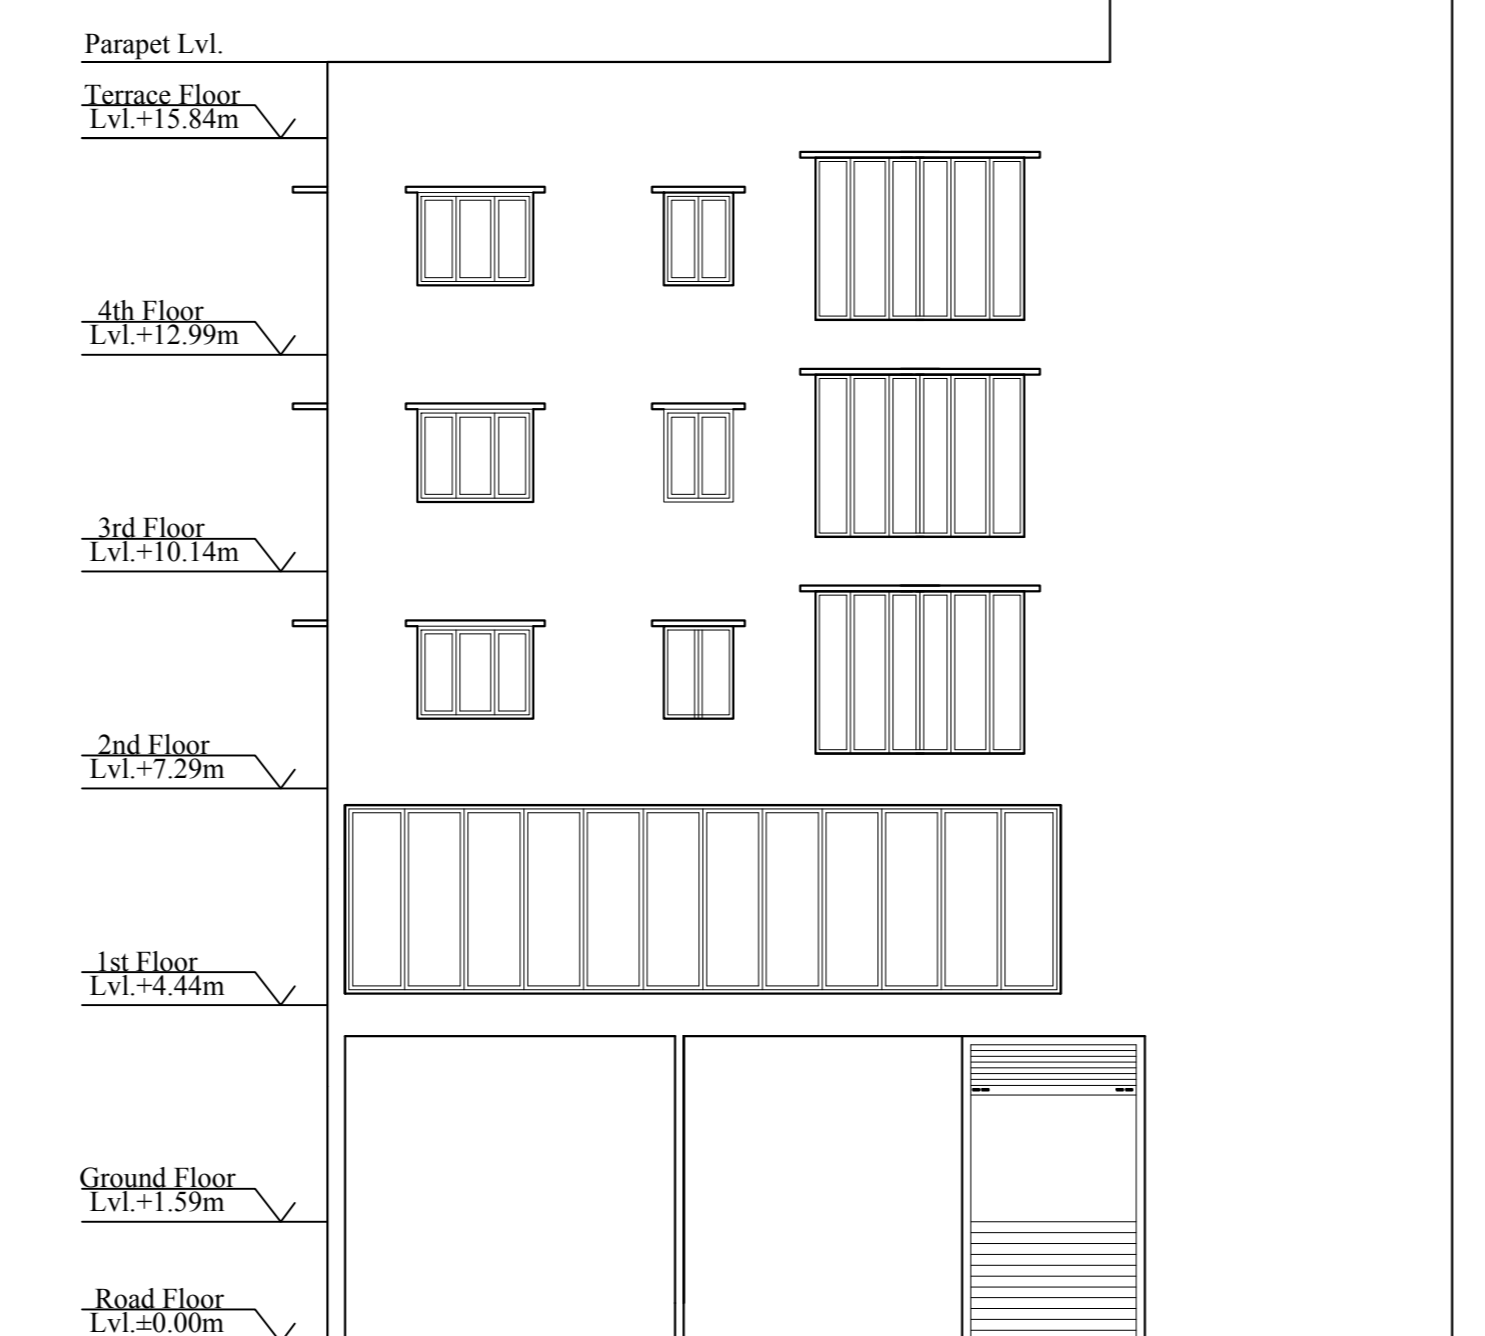 Parapet Lvl.
Terrace Floor
Lvl.+15.84m
4th Floor
Lvl.+12.99m
3rd Floor
Lvl.+10.14m
2nd Floor
Lvl.+7.29m
1st Floor
Lvl.+4.44m
Ground Floor
Lvl.+1.59m
Road Floor
Lvl.±0.00m